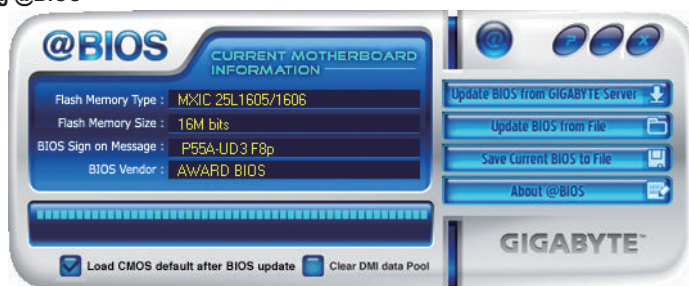 @BIOS
CURRENT MOTHERBOARD
INFORMATION
Flash Memory Type : MXIC 25L1605/1606
Flash Memory Size : 16M bits
BIOS Sign on Message : P55A-UD3 F8p
BIOS Vendor : AWARD BIOS
Load CMOS default after BIOS update Clear DMI data Pool
@ ? - X
Update BIOS from GIGABYTE Server
Update BIOS from File
Save Current BIOS to File
About @BIOS
GIGABYTE™